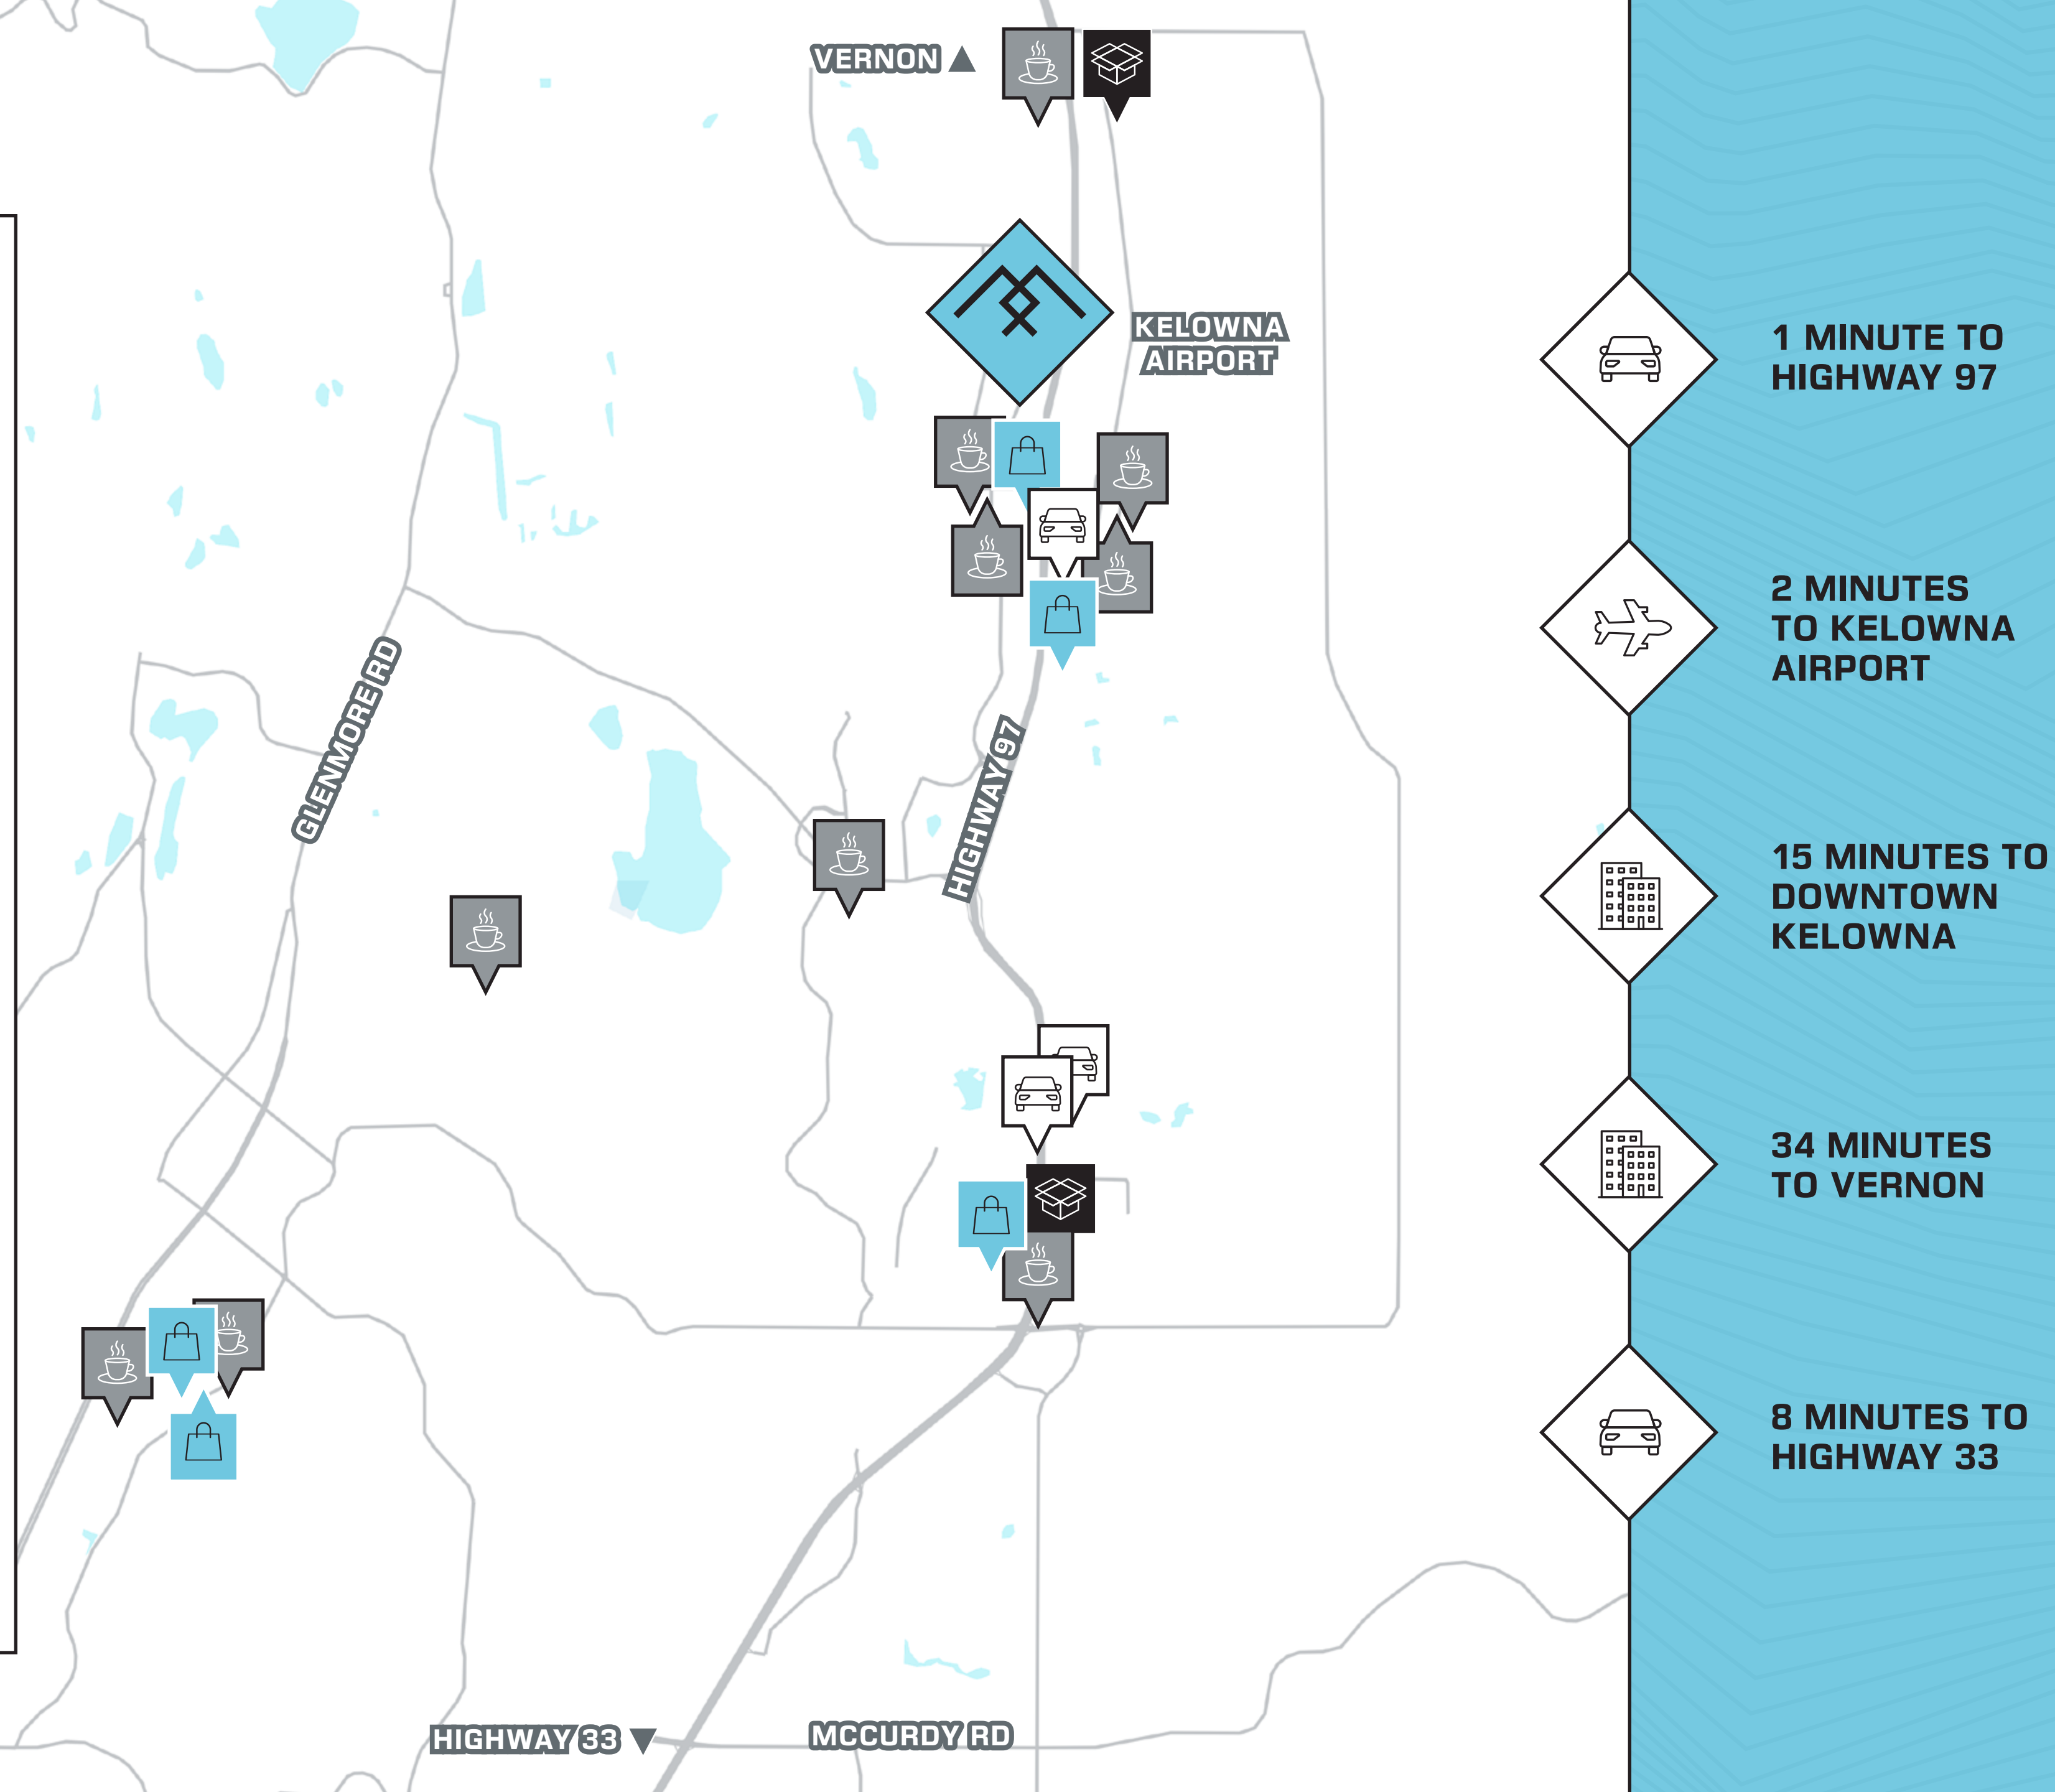 VERNON
KELOWNA
AIRPORT
GLENMORE RD
HIGHWAY 97
HIGHWAY 33
MCCURDY RD
1 MINUTE TO
HIGHWAY 97
2 MINUTES
TO KELOWNA
AIRPORT
15 MINUTES TO
DOWNTOWN
KELOWNA
34 MINUTES
TO VERNON
8 MINUTES TO
HIGHWAY 33